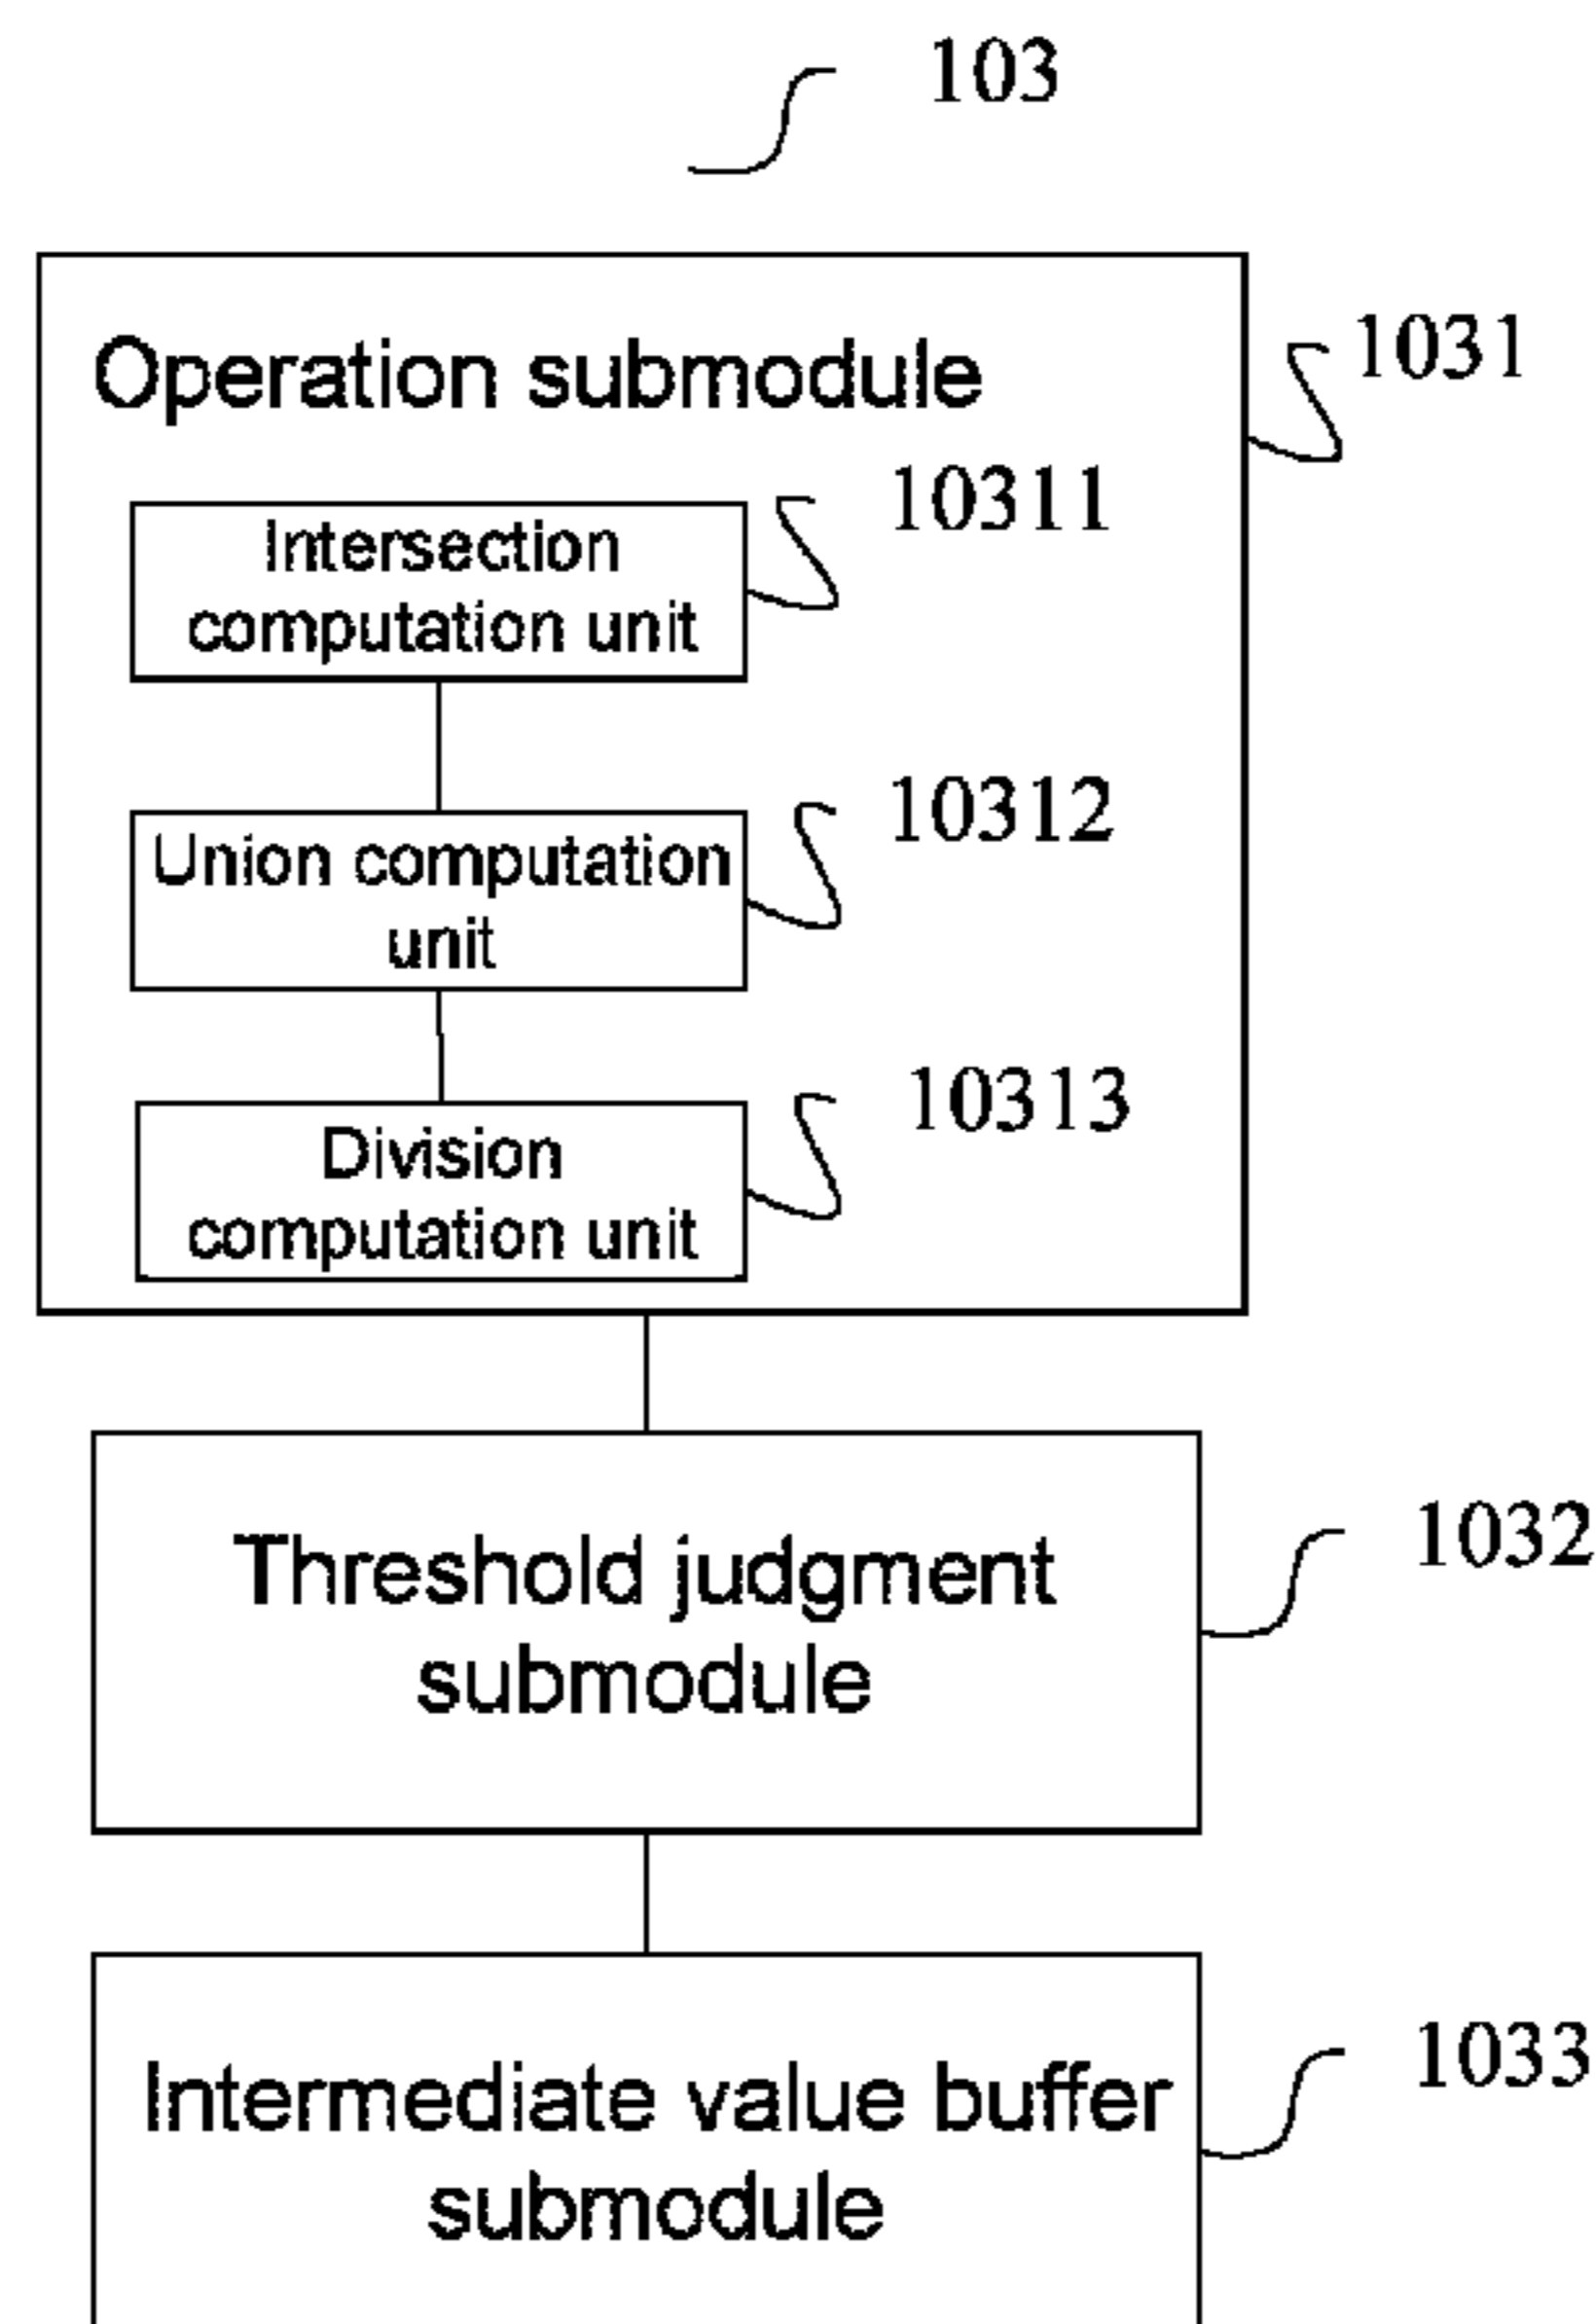 103
Operation submodule
1031
10311
Intersection
computation unit
10312
Union computation
unit
10313
Division
computation unit
Threshold judgment
submodule
1032
Intermediate value buffer
submodule
1033